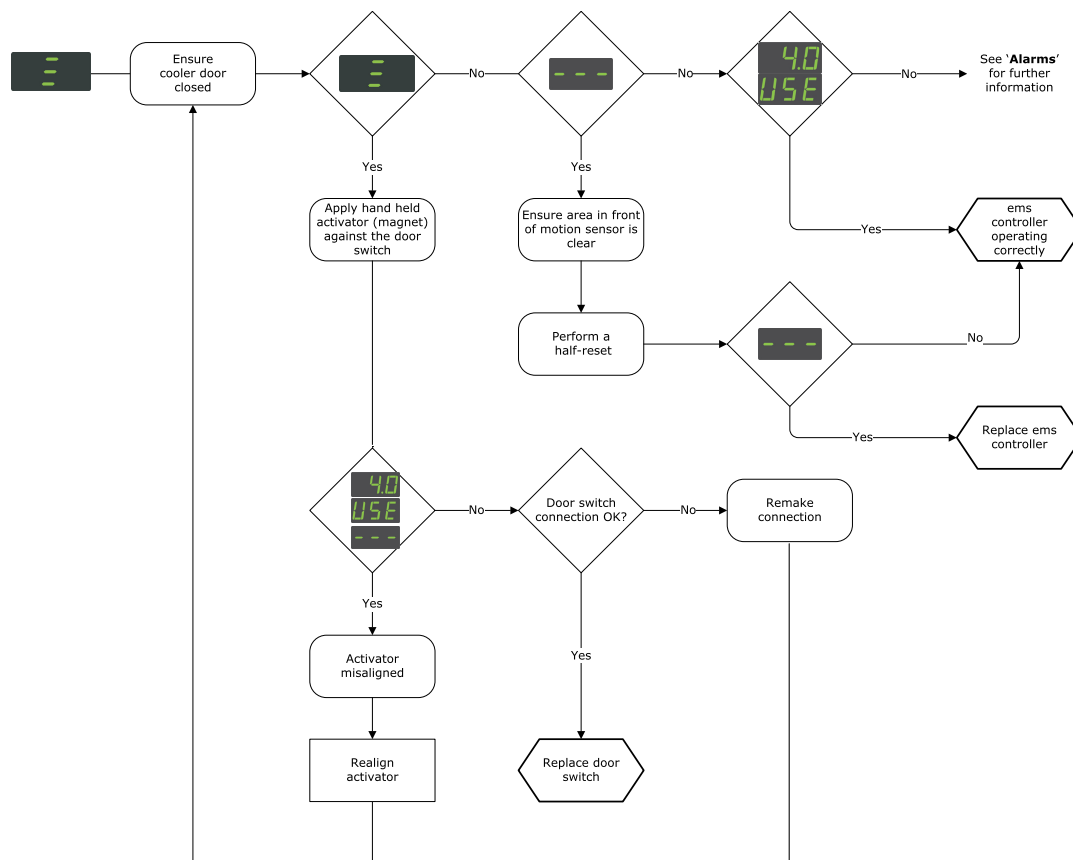 Ensure
cooler door
closed
No
- - -
No
4.0
USE
No
See ‘Alarms’
for further
information
Yes
Yes
Apply hand held
activator (magnet)
against the door
switch
Ensure area in front
of motion sensor is
clear
Yes
ems
controller
operating
correctly
Perform a
half-reset
- - -
No
Yes
Replace ems
controller
4.0
USE
- - -
No
Door switch
connection OK?
No
Remake
connection
Yes
Activator
misaligned
Yes
Realign
activator
Replace door
switch